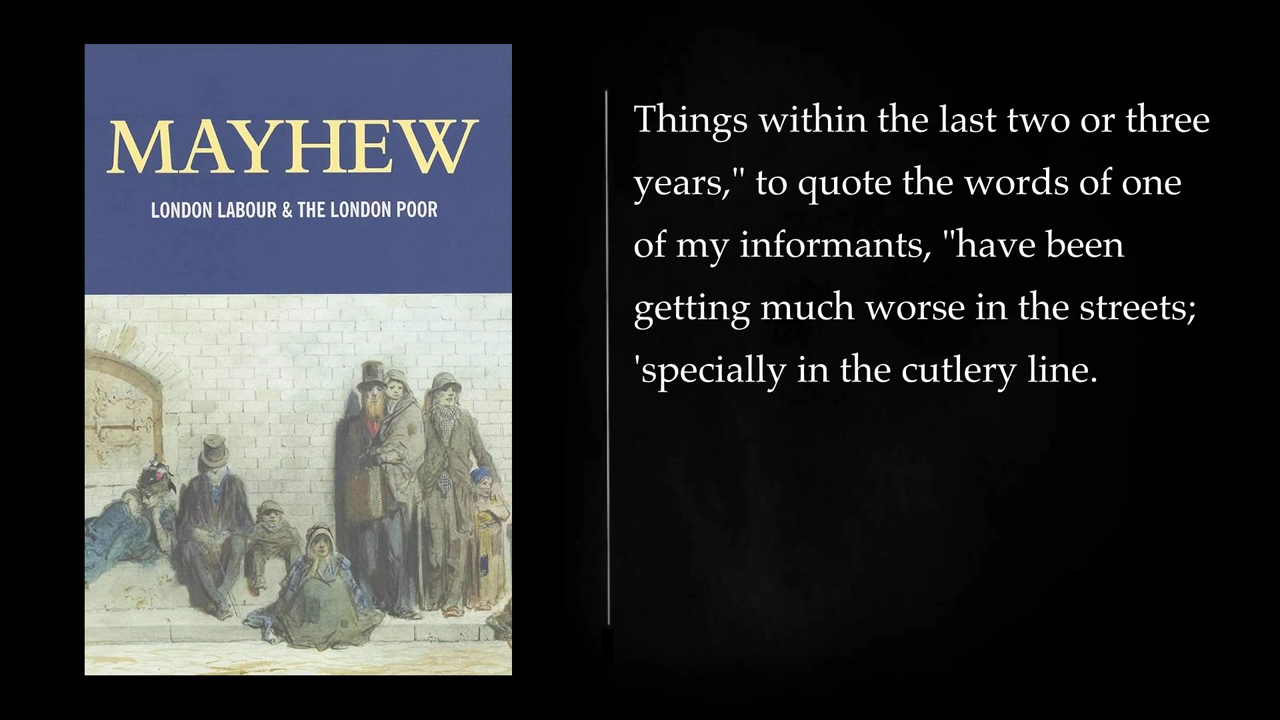 MAYHEW
LONDON LABOUR & THE LONDON POOR
Things within the last two or three
years," to quote the words of one
of my informants, "have been
getting much worse in the streets;
'specially in the cutlery line.